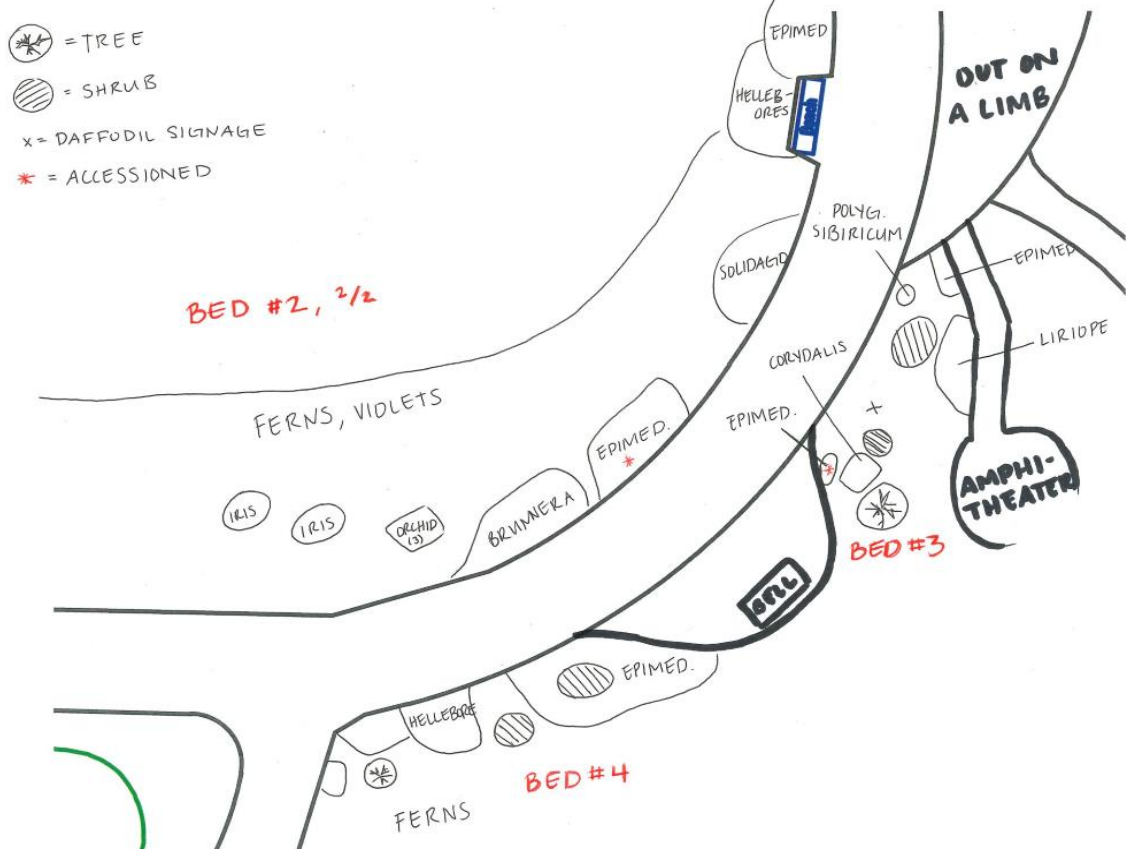 = TREE
= SHRUB
x = DAFFODIL SIGNAGE
* = ACCESSIONED
EPIMED
HELLEB-
ORES
Bench
OUT ON
A LIMB
POLYG.
SIBIRICUM
SOLIDAGO
EPIMED
BED #2, 2/2
LIRIOPE
CORYDALIS
FERNS, VIOLETS
EPIMED.
+
EPIMED.
*
*
IRIS
IRIS
ORCHID
(3)
BRUNNERA
AMPHI-
THEATER
BED #3
BELL
EPIMED.
HELLEBORE
BED #4
FERNS